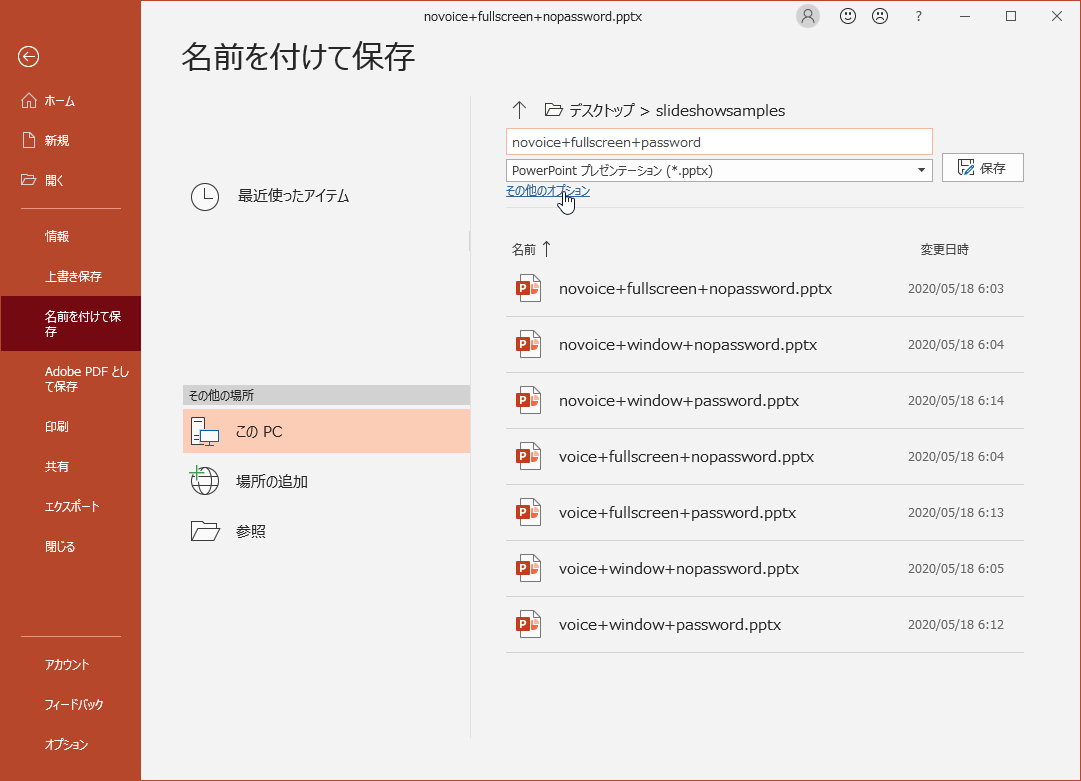 novoice+fullscreen+nopassword.pptx
?
名前を付けて保存
ホーム
新規
開く
情報
上書き保存
名前を付けて保
存
Adobe PDF とし
て保存
印刷
共有
エクスポート
閉じる
アカウント
フィードバック
オプション
最近使ったアイテム
その他の場所
この PC
場所の追加
参照
デスクトップ > slideshowsamples
novoice+fullscreen+password
PowerPoint プレゼンテーション (*.pptx)
保存
その他のオプション
名前 ↑ 変更日時
novoice+fullscreen+nopassword.pptx 2020/05/18 6:03
novoice+window+nopassword.pptx 2020/05/18 6:04
novoice+window+password.pptx 2020/05/18 6:14
voice+fullscreen+nopassword.pptx 2020/05/18 6:04
voice+fullscreen+password.pptx 2020/05/18 6:13
voice+window+nopassword.pptx 2020/05/18 6:05
voice+window+password.pptx 2020/05/18 6:12